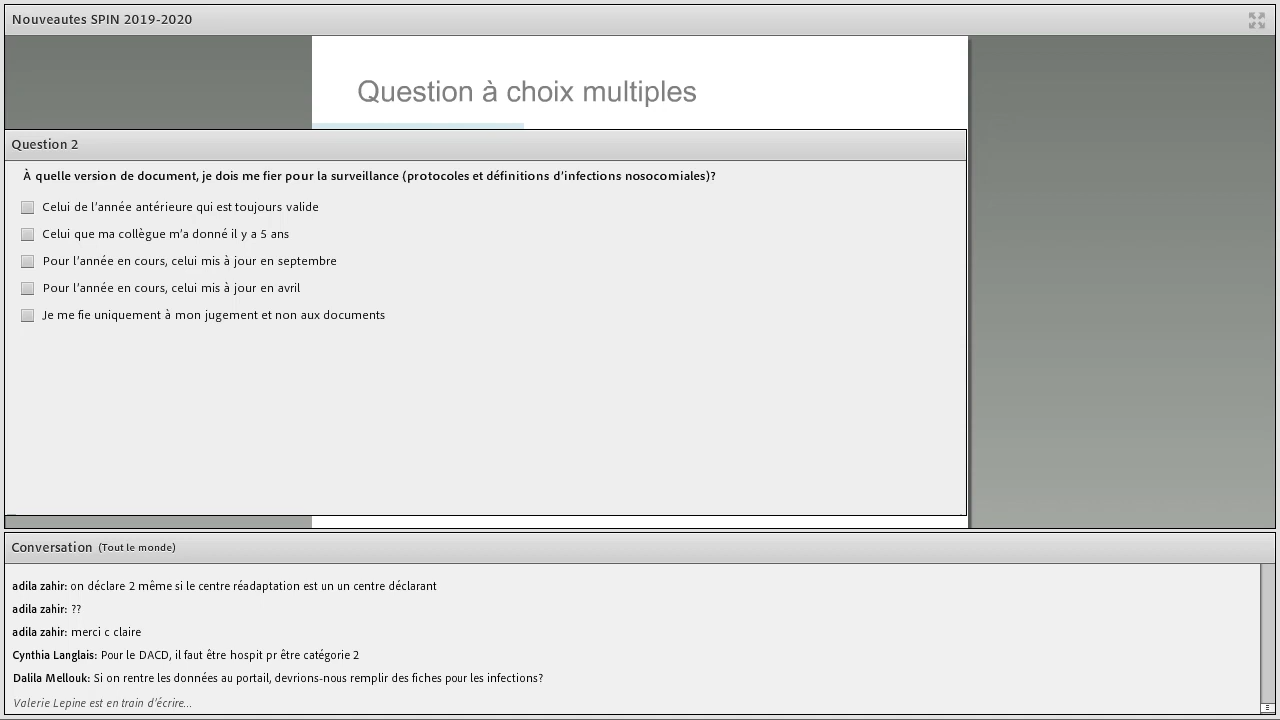 Nouveautes SPIN 2019-2020
Question à choix multiples
Question 2
À quelle version de document, je dois me fier pour la surveillance (protocoles et définitions d'infections nosocomiales)?
Celui de l'année antérieure qui est toujours valide
Celui que ma collègue m'a donné il y a 5 ans
Pour l'année en cours, celui mis à jour en septembre
Pour l'année en cours, celui mis à jour en avril
Je me fie uniquement à mon jugement et non aux documents
Conversation (Tout le monde)
adila zahir: on déclare 2 même si le centre réadaptation est un un centre déclarant
adila zahir: ??
adila zahir: merci c claire
Cynthia Langlais: Pour le DACD, il faut être hospit pr être catégorie 2
Dalila Mellouk: Si on rentre les données au portail, devrions-nous remplir des fiches pour les infections?
Valerie Lepine est en train d'écrire...